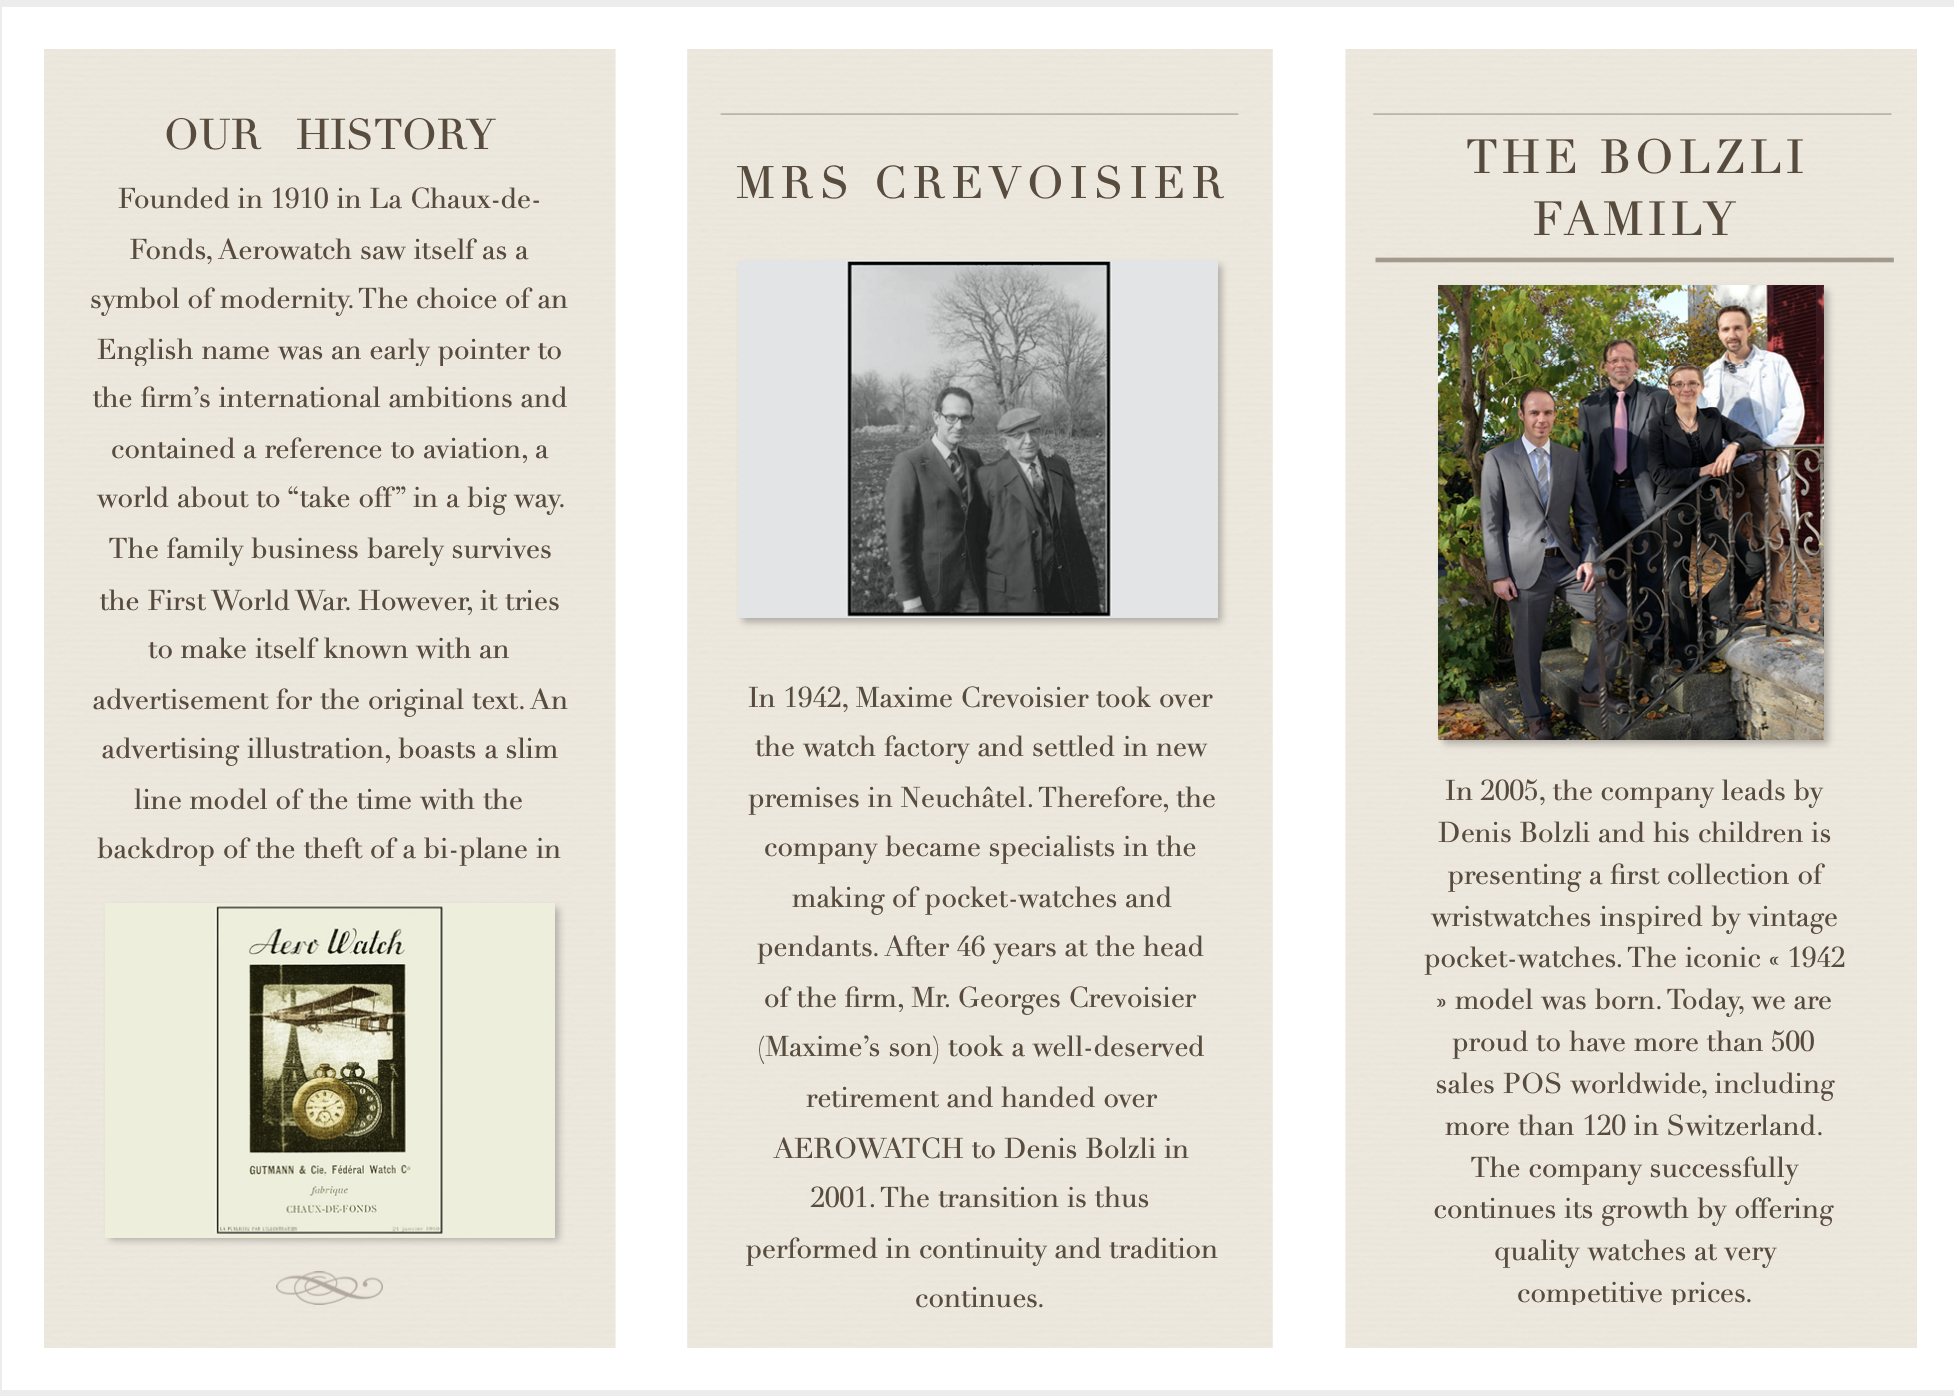 OUR HISTORY
Founded in 1910 in La Chaux-de-
Fonds, Aerowatch saw itself as a
symbol of modernity. The choice of an
English name was an early pointer to
the firm’s international ambitions and
contained a reference to aviation, a
world about to “take off” in a big way.
The family business barely survives
the First World War. However, it tries
to make itself known with an
advertisement for the original text. An
advertising illustration, boasts a slim
line model of the time with the
backdrop of the theft of a bi-plane in
Aero Watch
GUTMANN & Cie. Fédéral Watch Cº
fabrique
CHAUX-DE-FONDS
MRS CREVOISIER
In 1942, Maxime Crevoisier took over
the watch factory and settled in new
premises in Neuchâtel. Therefore, the
company became specialists in the
making of pocket-watches and
pendants. After 46 years at the head
of the firm, Mr. Georges Crevoisier
(Maxime’s son) took a well-deserved
retirement and handed over
AEROWATCH to Denis Bolzli in
2001. The transition is thus
performed in continuity and tradition
continues.
THE BOLZLI
FAMILY
In 2005, the company leads by
Denis Bolzli and his children is
presenting a first collection of
wristwatches inspired by vintage
pocket-watches. The iconic « 1942
» model was born. Today, we are
proud to have more than 500
sales POS worldwide, including
more than 120 in Switzerland.
The company successfully
continues its growth by offering
quality watches at very
competitive prices.